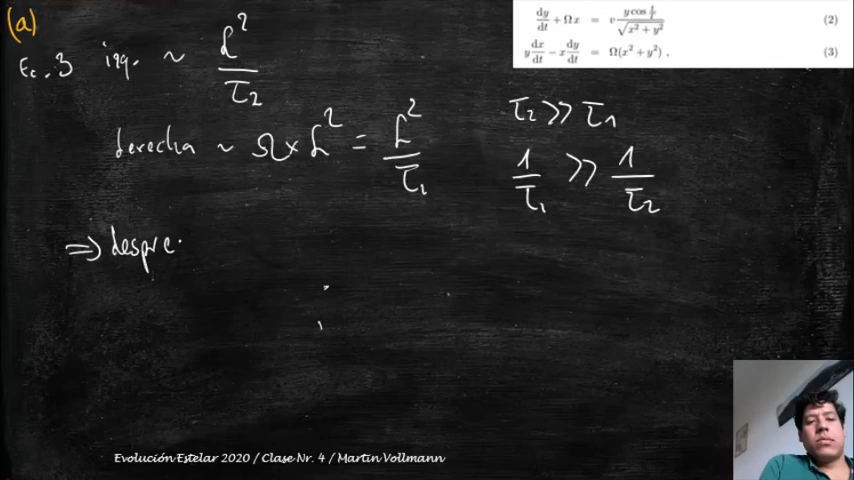 (a)
dy/dt + Ωx = v y cos i/√(x² + y²) (2)
y dx/dt − x dy/dt = Ω(x² + y²) , (3)
Ec. 3 izq. ~ L²/τ₂
τ₂ >> τ₁
derecha ~ Ω × L² = L²/τ₁
1/τ₁ >> 1/τ₂
⇒ despre.
Evolución Estelar 2020 / Clase Nr. 4 / Martin Vollmann